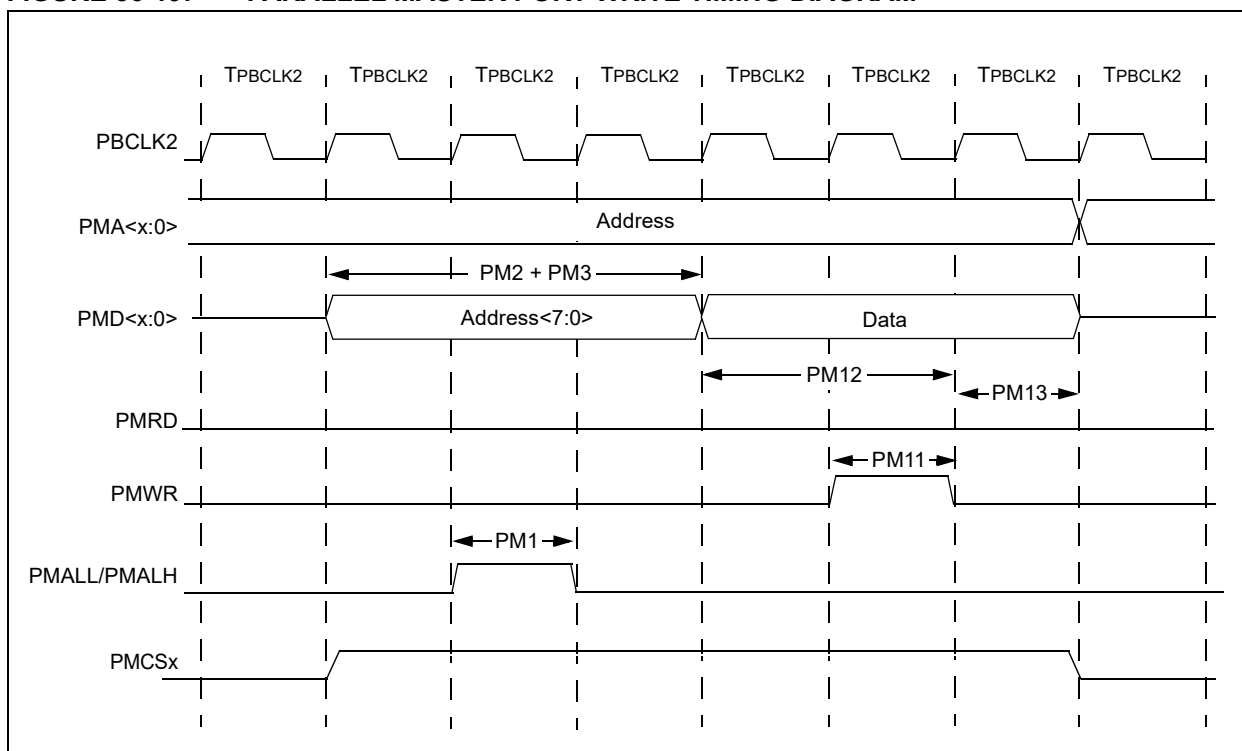 TPBCLK2 TPBCLK2 TPBCLK2 TPBCLK2 TPBCLK2 TPBCLK2 TPBCLK2 TPBCLK2
PBCLK2
PMA<x:0> Address
PM2 + PM3
PMD<x:0> Address<7:0> Data
PM12
PM13
PMRD
PM11
PMWR
PM1
PMALL/PMALH
PMCSx